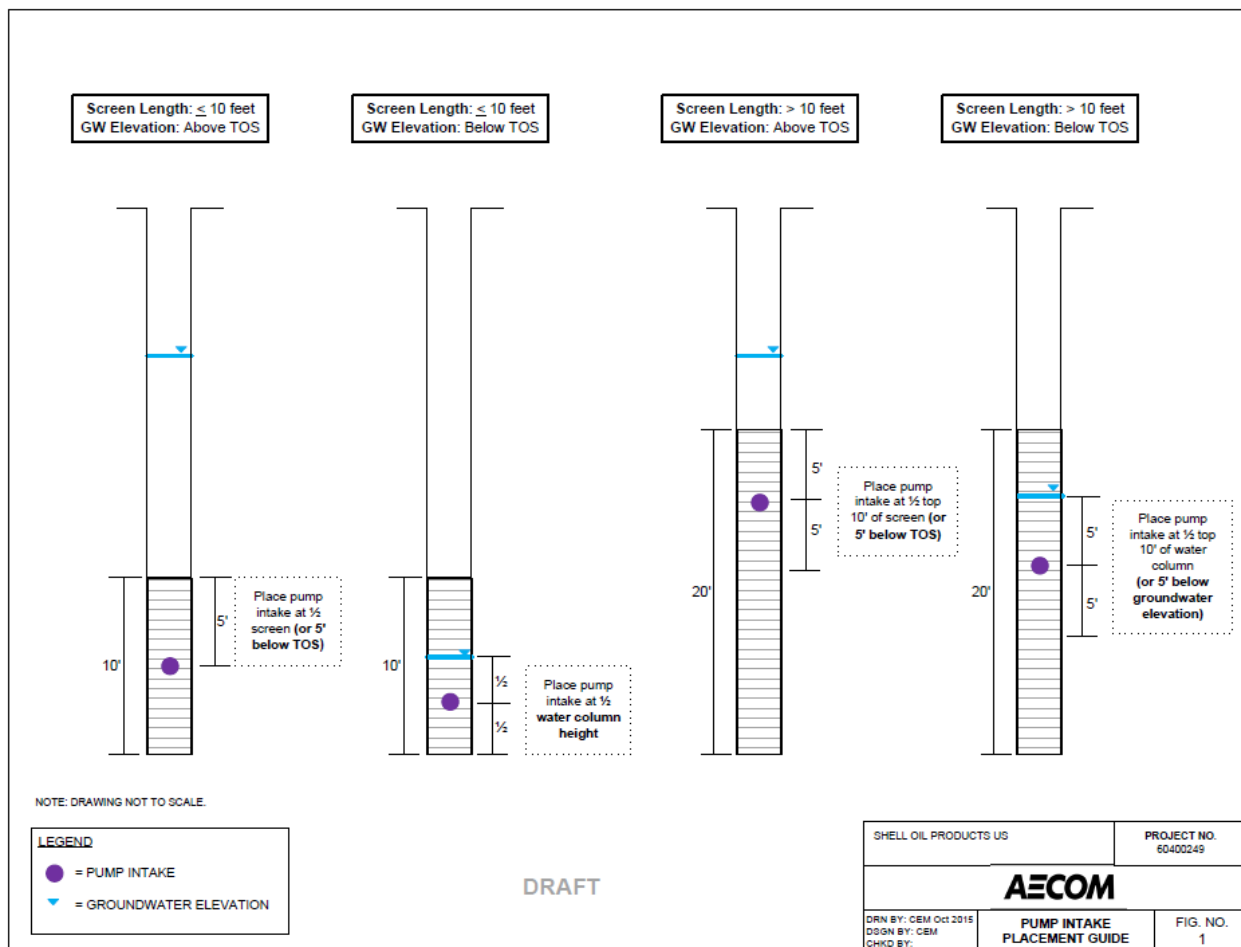 Screen Length: ≤ 10 feet
GW Elevation: Above TOS
Screen Length: ≤ 10 feet
GW Elevation: Below TOS
Screen Length: > 10 feet
GW Elevation: Above TOS
Screen Length: > 10 feet
GW Elevation: Below TOS
10'
5'
Place pump
intake at ½
screen (or 5'
below TOS)
10'
½
½
Place pump
intake at ½
water column
height
20'
5'
5'
Place pump
intake at ½ top
10' of screen (or
5' below TOS)
20'
5'
5'
Place pump
intake at ½ top
10' of water
column
(or 5' below
groundwater
elevation)
NOTE: DRAWING NOT TO SCALE.
LEGEND
= PUMP INTAKE
= GROUNDWATER ELEVATION
DRAFT
SHELL OIL PRODUCTS US
PROJECT NO.
60400249
AECOM
DRN BY: CEM Oct 2015
DSGN BY: CEM
CHKD BY:
PUMP INTAKE
PLACEMENT GUIDE
FIG. NO.
1